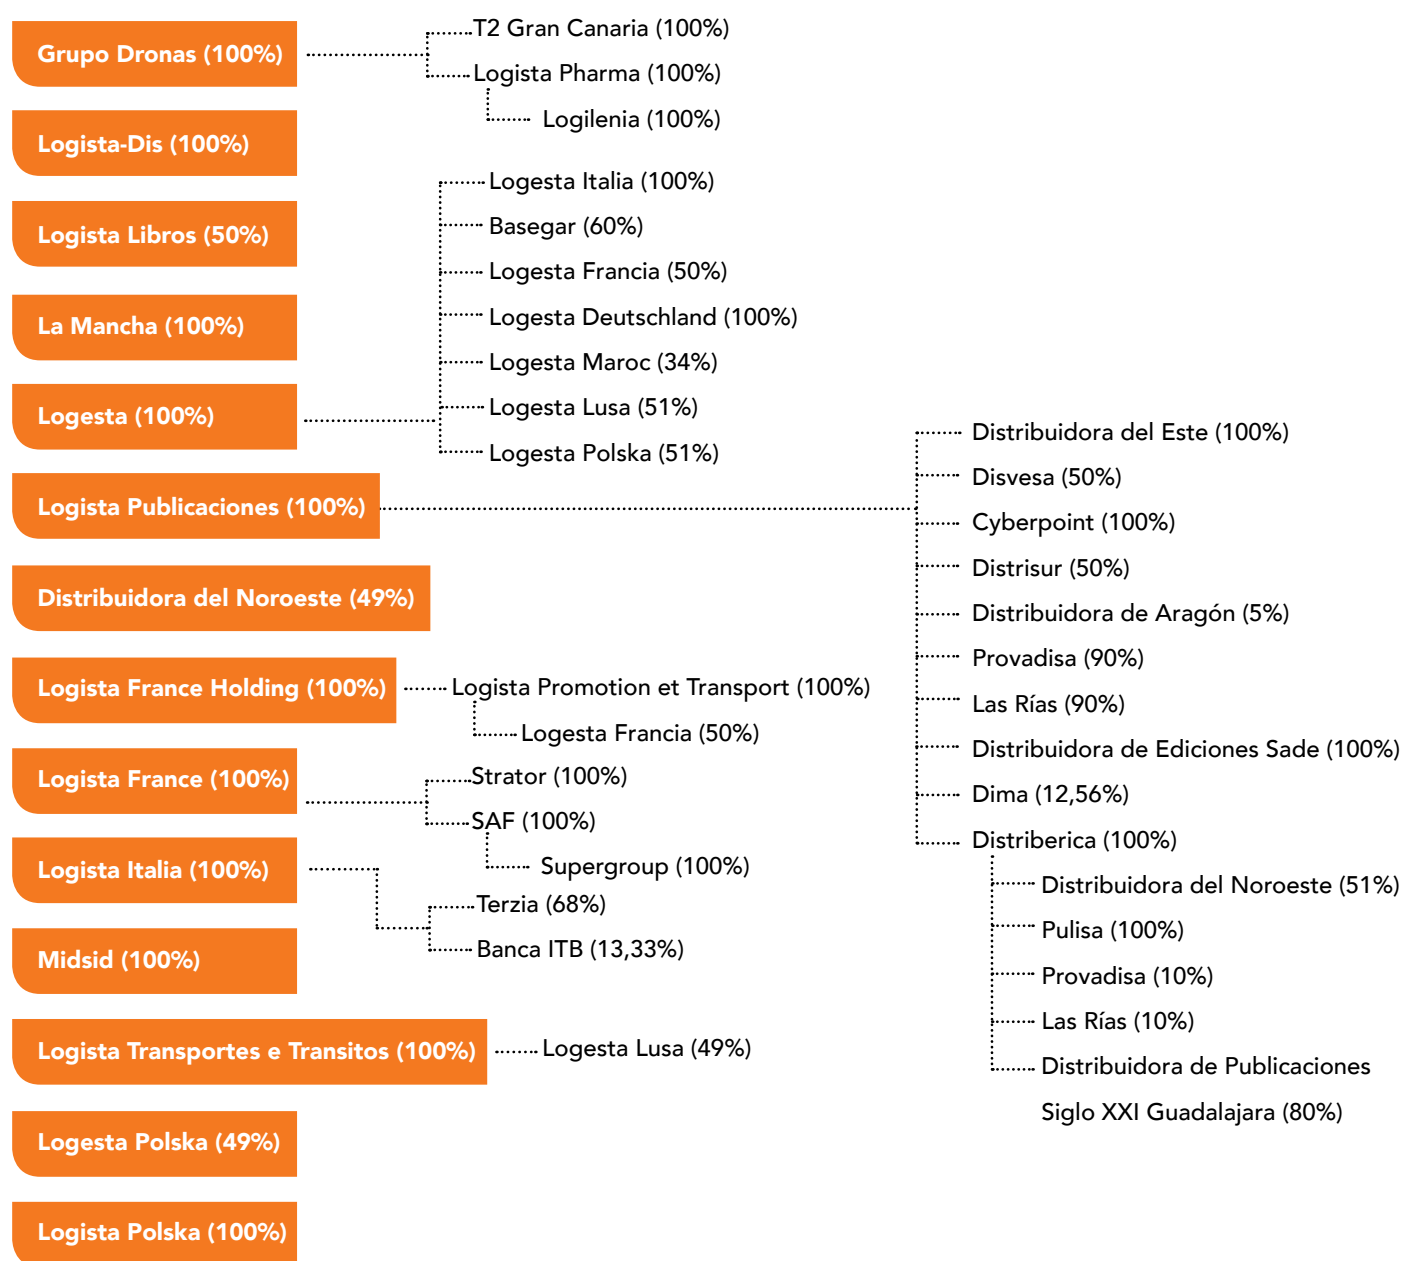 Grupo Dronas (100%)
T2 Gran Canaria (100%)
Logista Pharma (100%)
Logilenia (100%)
Logista-Dis (100%)
Logista Libros (50%)
La Mancha (100%)
Logesta (100%)
Logesta Italia (100%)
Basegar (60%)
Logesta Francia (50%)
Logesta Deutschland (100%)
Logesta Maroc (34%)
Logesta Lusa (51%)
Logesta Polska (51%)
Logista Publicaciones (100%)
Distribuidora del Este (100%)
Disvesa (50%)
Cyberpoint (100%)
Distrisur (50%)
Distribuidora de Aragón (5%)
Provadisa (90%)
Las Rías (90%)
Distribuidora de Ediciones Sade (100%)
Dima (12,56%)
Distriberica (100%)
Distribuidora del Noroeste (51%)
Pulisa (100%)
Provadisa (10%)
Las Rías (10%)
Distribuidora de Publicaciones
Siglo XXI Guadalajara (80%)
Distribuidora del Noroeste (49%)
Logista France Holding (100%)
Logista Promotion et Transport (100%)
Logesta Francia (50%)
Logista France (100%)
Strator (100%)
SAF (100%)
Supergroup (100%)
Logista Italia (100%)
Terzia (68%)
Banca ITB (13,33%)
Midsid (100%)
Logista Transportes e Transitos (100%)
Logesta Lusa (49%)
Logesta Polska (49%)
Logista Polska (100%)